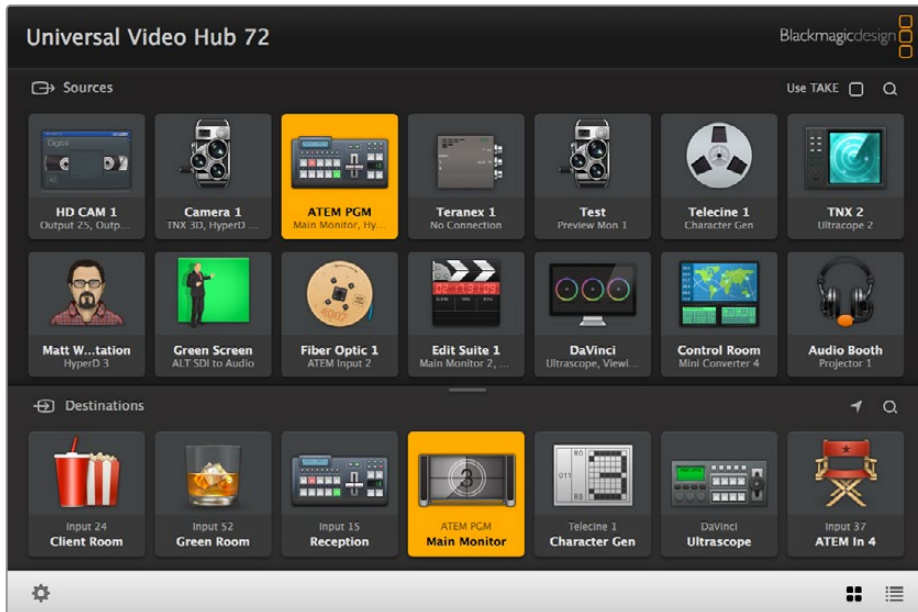 Universal Video Hub 72
Blackmagicdesign
Sources
Use TAKE
HD CAM 1
Output 25, Outp...
Camera 1
TNX 3D, HyperD ...
ATEM PGM
Main Monitor, Hy...
Teranex 1
No Connection
Test
Preview Mon 1
Telecine 1
Character Gen
TNX 2
Ultracope 2
Matt W...tation
HyperD 3
Green Screen
ALT SDI to Audio
Fiber Optic 1
ATEM Input 2
Edit Suite 1
Main Monitor 2, ...
DaVinci
Ultrascope, Viewi...
Control Room
Mini Converter 4
Audio Booth
Projector 1
Destinations
Input 24
Client Room
Input 52
Green Room
Input 15
Reception
3
ATEM PGM
Main Monitor
Telecine 1
Character Gen
DaVinci
Ultrascope
Input 37
ATEM In 4